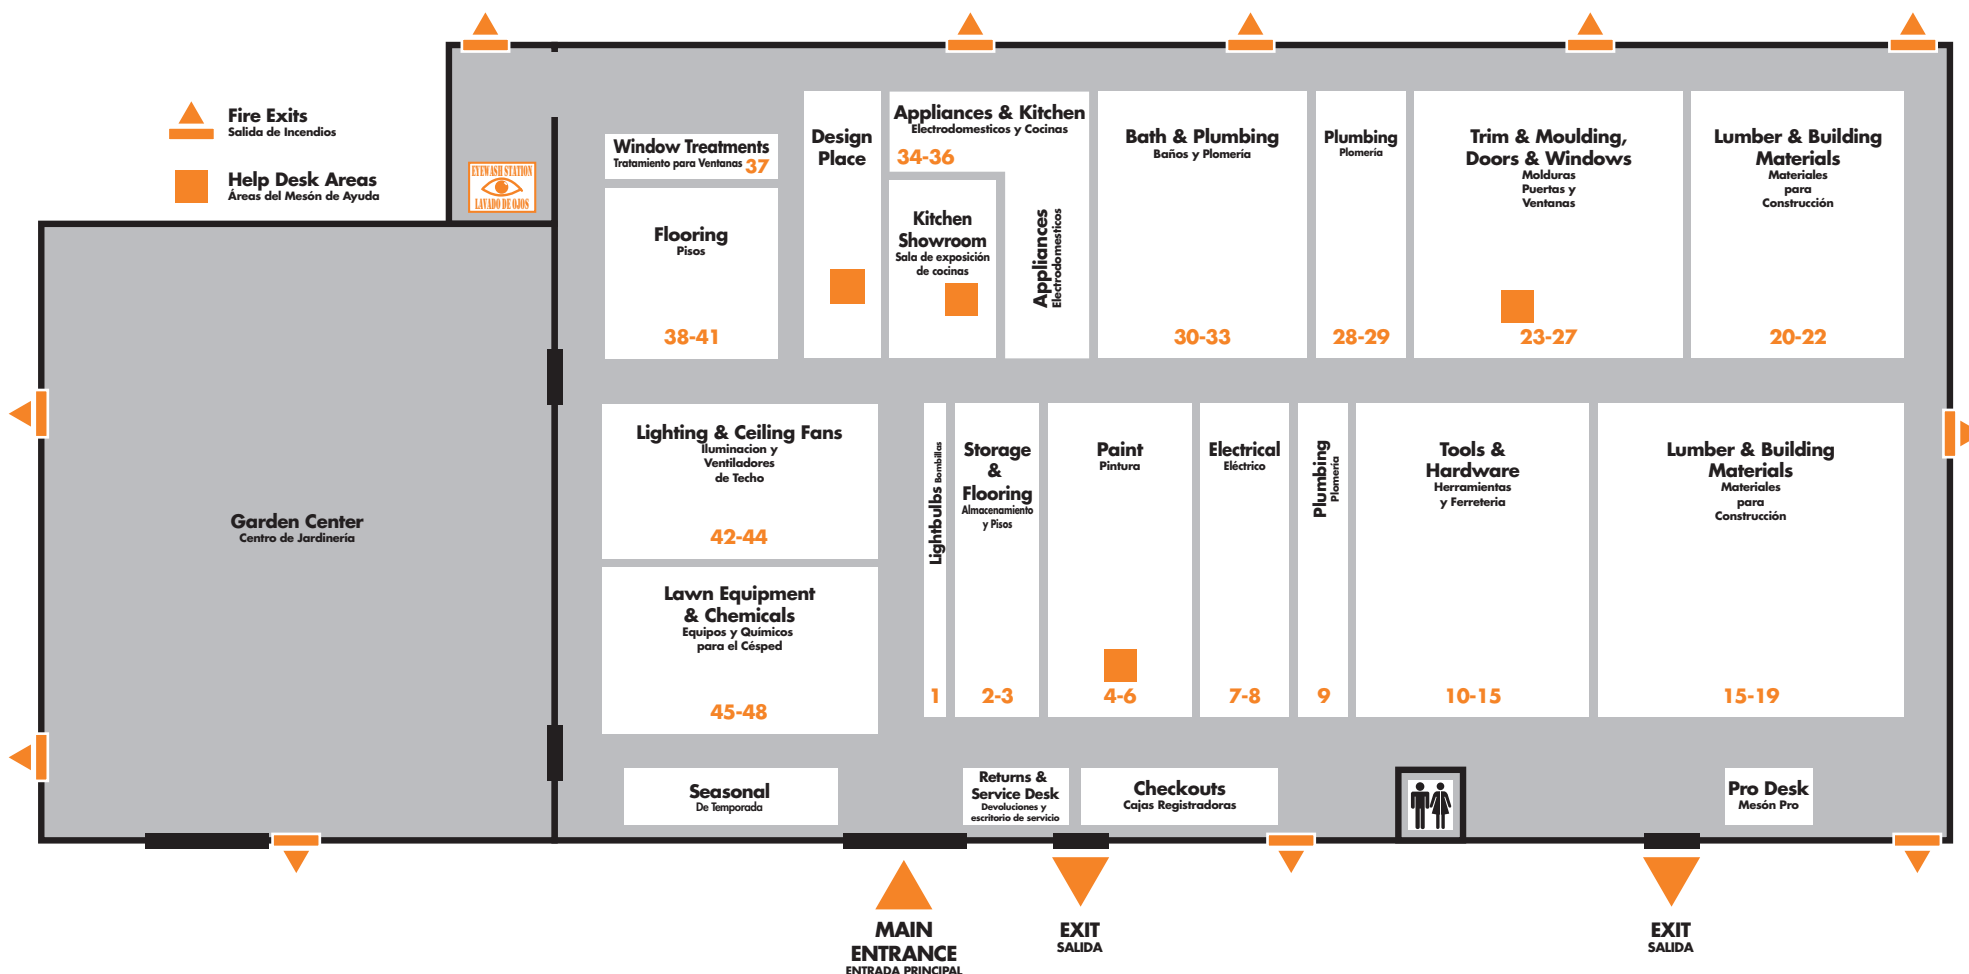 Fire Exits
Salida de Incendios
Help Desk Areas
Áreas del Mesón de Ayuda
EYEWASH STATION
LAVADO DE OJOS
Window Treatments
Tratamiento para Ventanas 37
Flooring
Pisos
38-41
Design
Place
Appliances & Kitchen
Electrodomesticos y Cocinas
34-36
Kitchen
Showroom
Sala de exposición
de cocinas
Appliances
Electrodomesticos
Bath & Plumbing
Baños y Plomería
30-33
Plumbing
Plomería
28-29
Trim & Moulding,
Doors & Windows
Molduras
Puertas y
Ventanas
23-27
Lumber & Building
Materials
Materiales
para
Construcción
20-22
Garden Center
Centro de Jardinería
Lighting & Ceiling Fans
Iluminacion y
Ventiladores
de Techo
42-44
Lawn Equipment
& Chemicals
Equipos y Químicos
para el Césped
45-48
Lightbulbs Bombillas
1
Storage
&
Flooring
Almacenamiento
y Pisos
2-3
Paint
Pintura
4-6
Electrical
Eléctrico
7-8
Plumbing
Plomería
9
Tools &
Hardware
Herramientas
y Ferreteria
10-15
Lumber & Building
Materials
Materiales
para
Construcción
15-19
Seasonal
De Temporada
Returns &
Service Desk
Devoluciones y
escritorio de servicio
Checkouts
Cajas Registradoras
Pro Desk
Mesón Pro
MAIN
ENTRANCE
ENTRADA PRINCIPAL
EXIT
SALIDA
EXIT
SALIDA